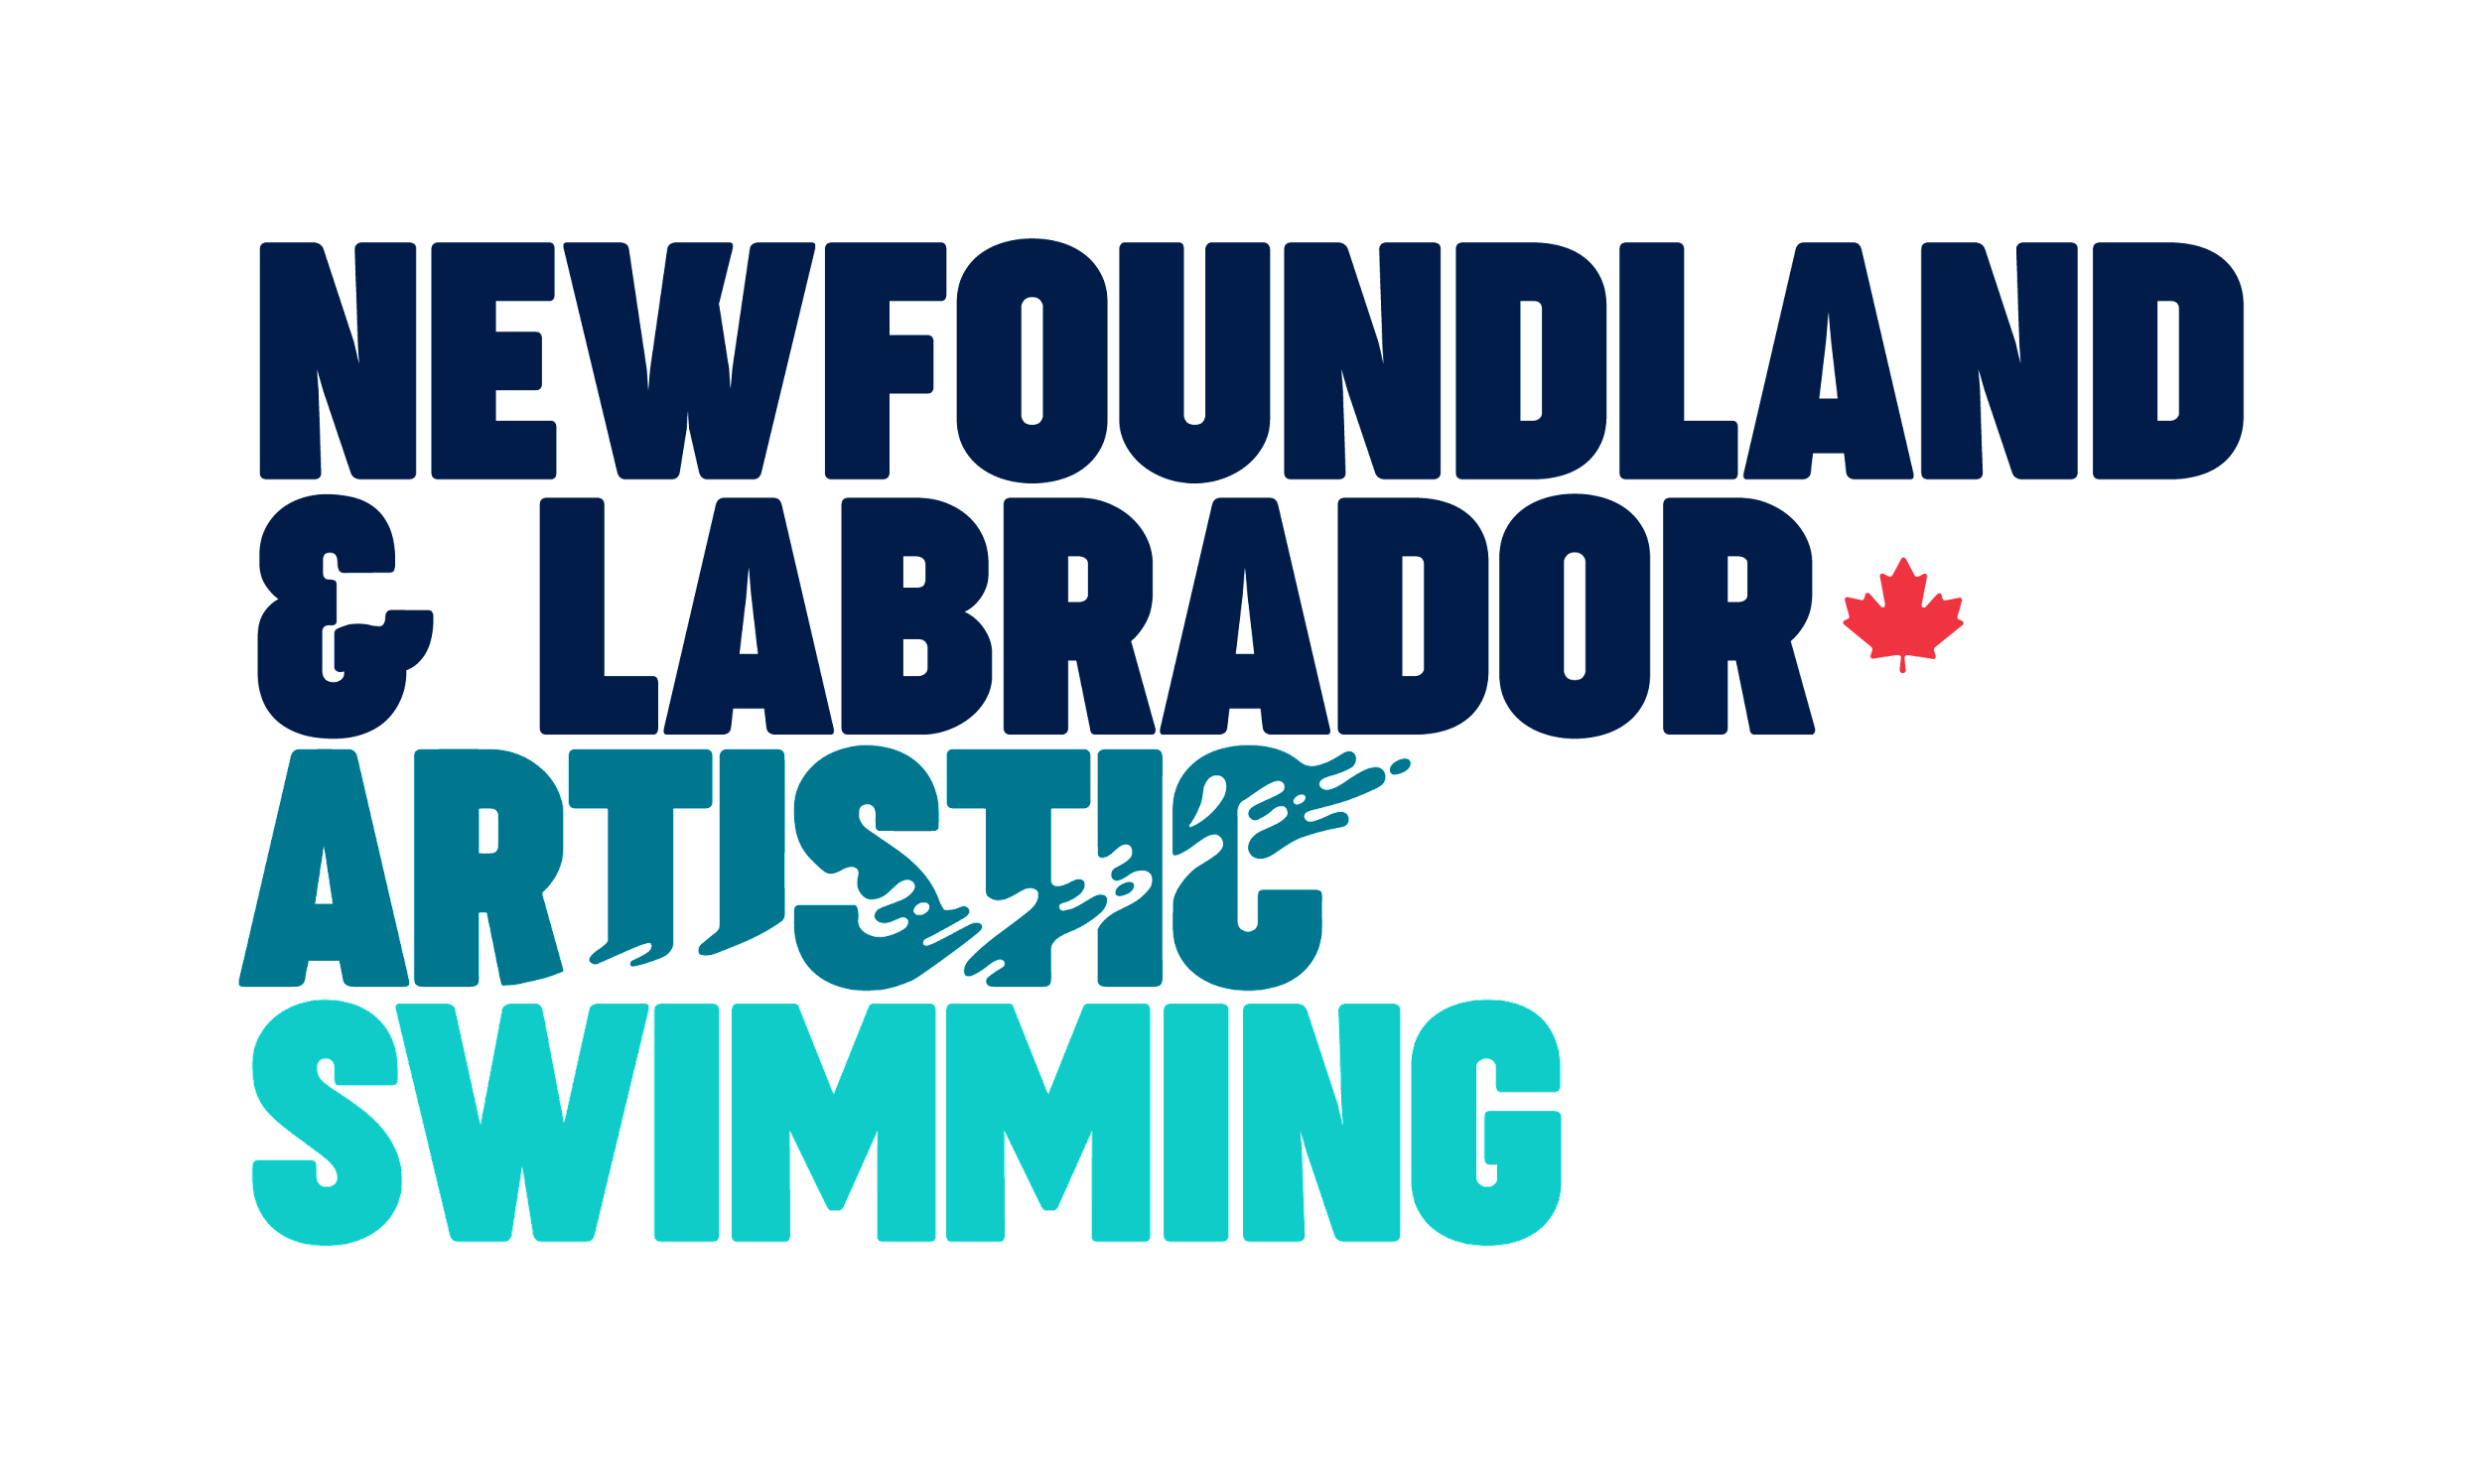 NEWFOUNDLAND
& LABRADOR
ARTISTIC
SWIMMING